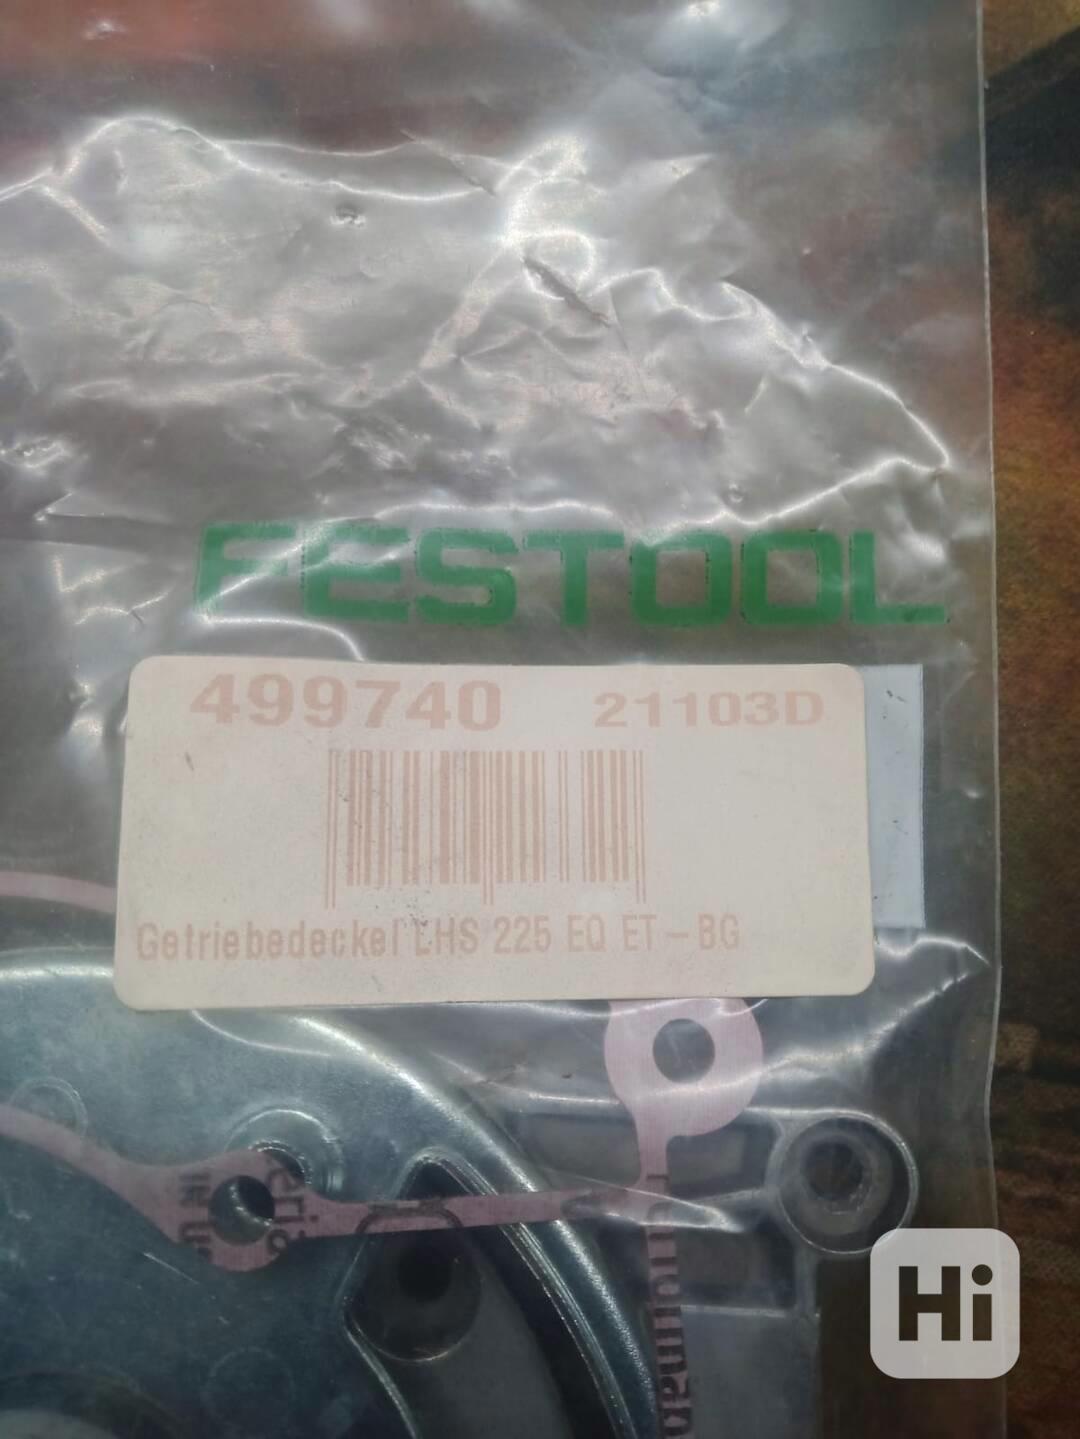 FESTOOL
499740 21103D
Getriebedeckel LHS 225 EQ ET-BG
Hi